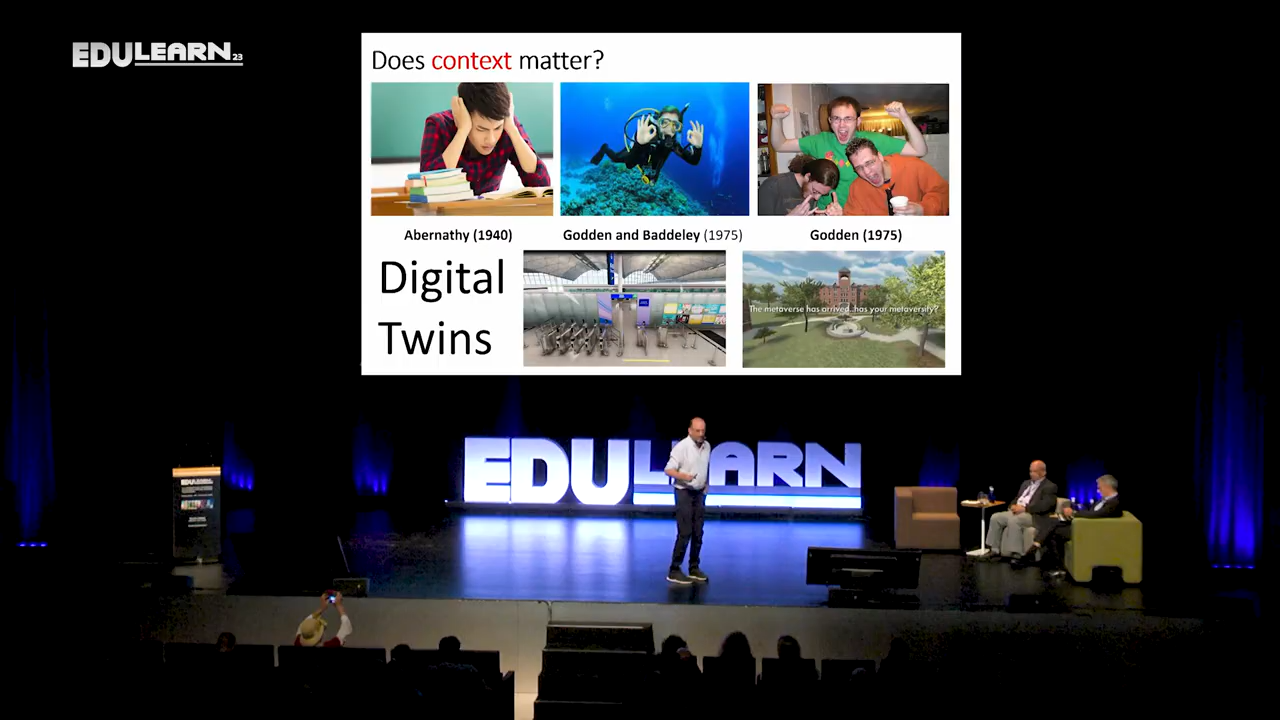 EDULEARN23
Does context matter?
Abernathy (1940)
Godden and Baddeley (1975)
Godden (1975)
Digital
Twins
The metaverse has arrived..has your metaversity?
EDULEARN
EDULEARN